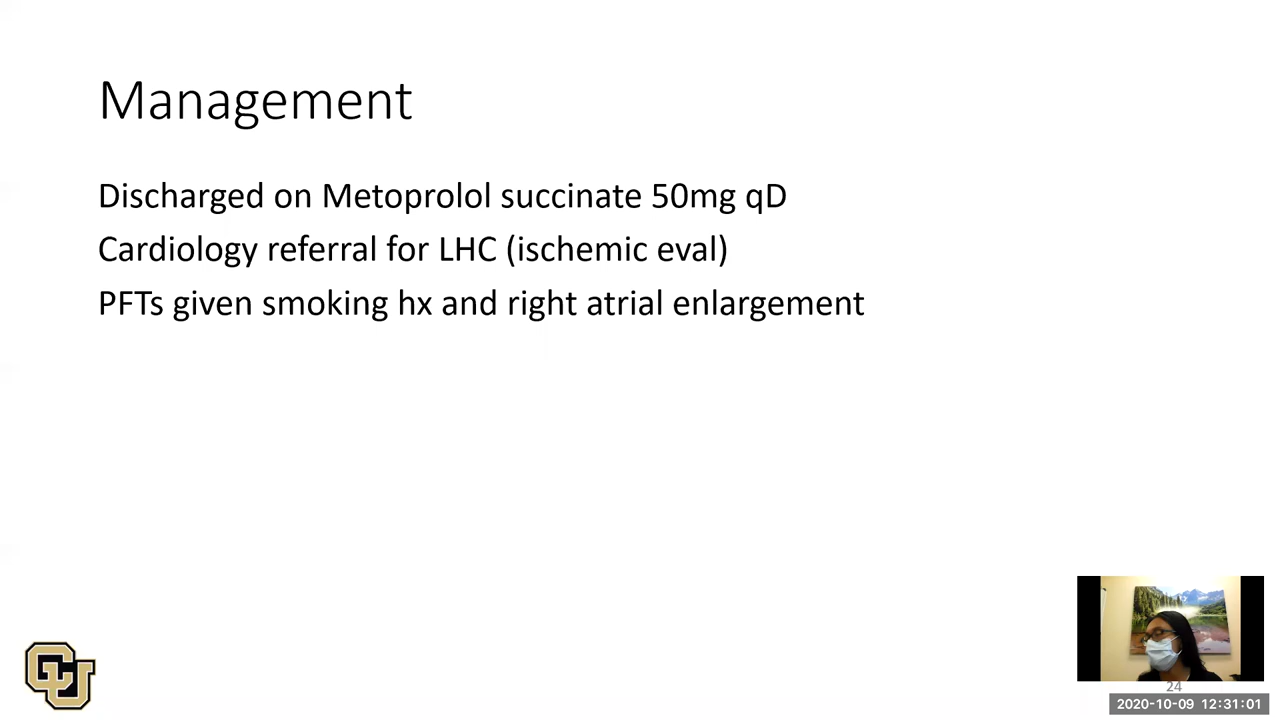 Management
Discharged on Metoprolol succinate 50mg qD
Cardiology referral for LHC (ischemic eval)
PFTs given smoking hx and right atrial enlargement
CU
24
2020-10-09 12:31:01